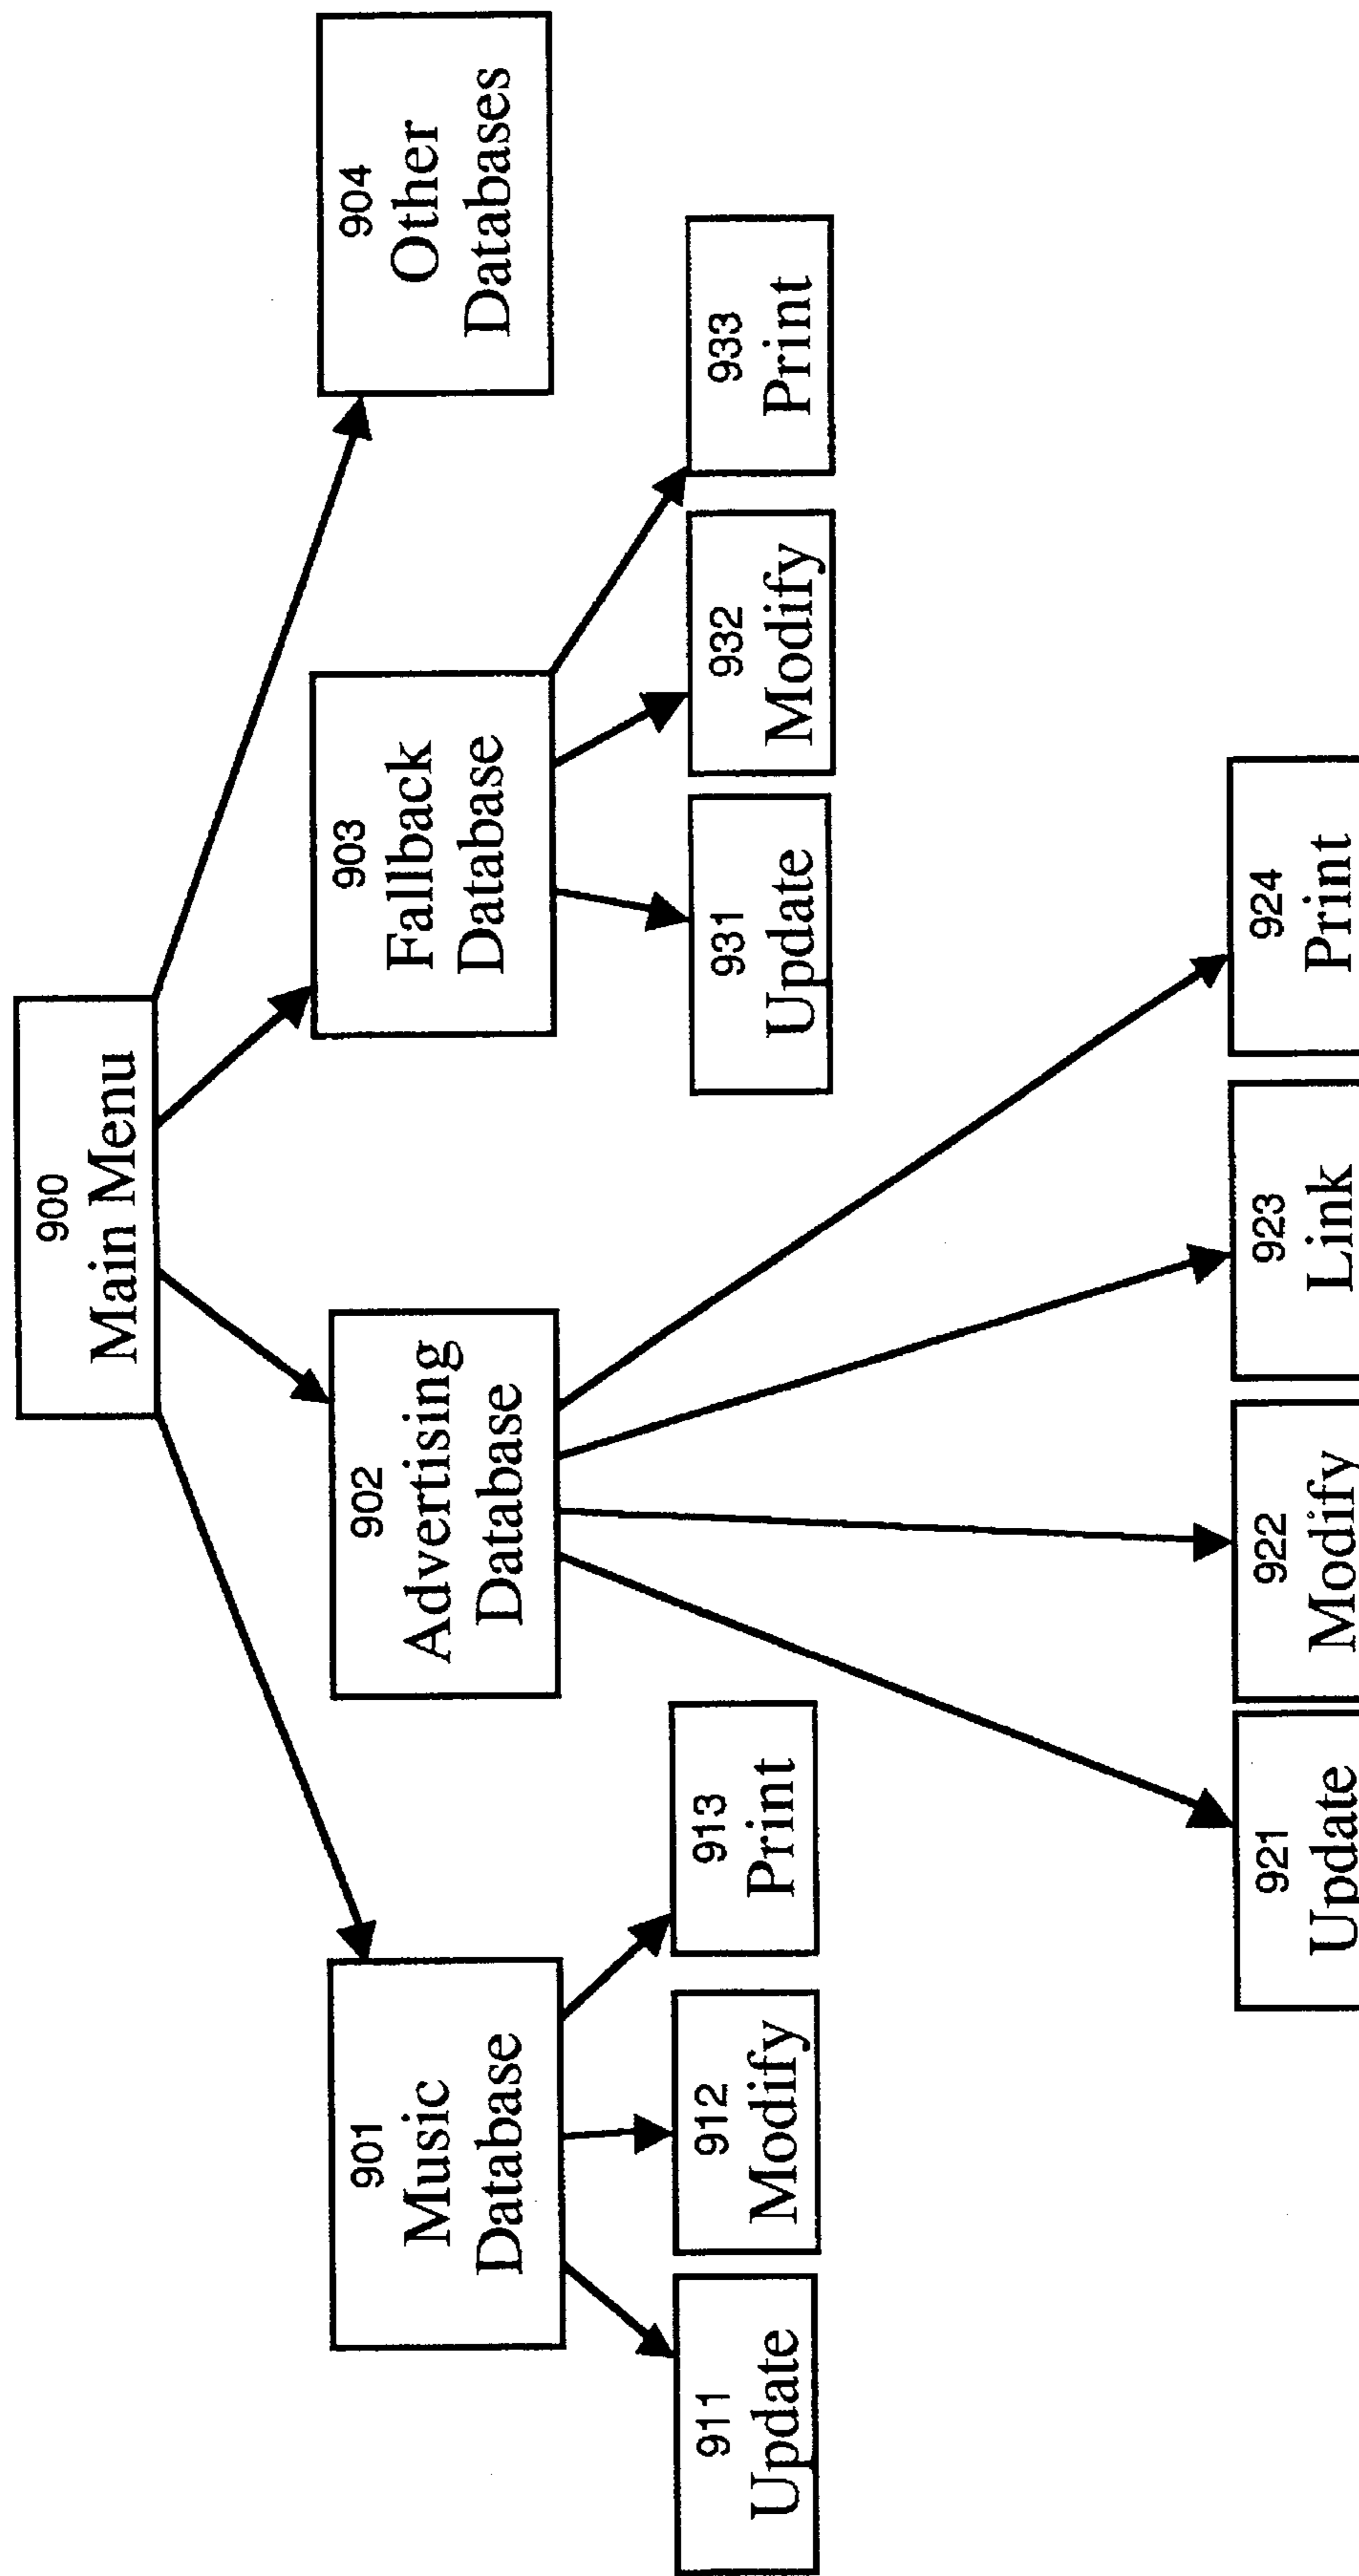 900
Main Menu
901
Music
Database
902
Advertising
Database
903
Fallback
Database
904
Other
Databases
911
Update
912
Modify
913
Print
931
Update
932
Modify
933
Print
921
Update
922
Modify
923
Link
924
Print